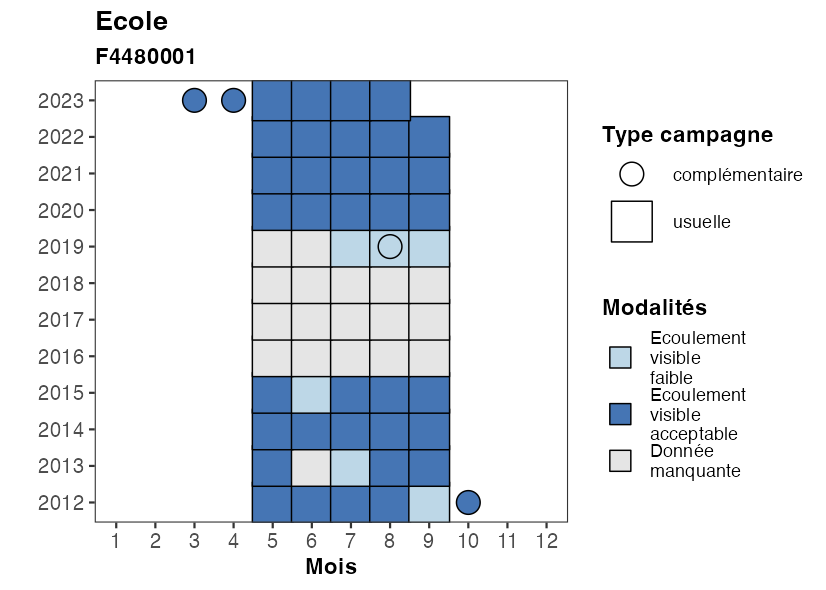 Ecole
F4480001
2023
2022
2021
2020
2019
2018
2017
2016
2015
2014
2013
2012
1 2 3 4 5 6 7 8 9 10 11 12
Mois
Type campagne
complémentaire
usuelle
Modalités
Ecoulement
visible
faible
Ecoulement
visible
acceptable
Donnée
manquante